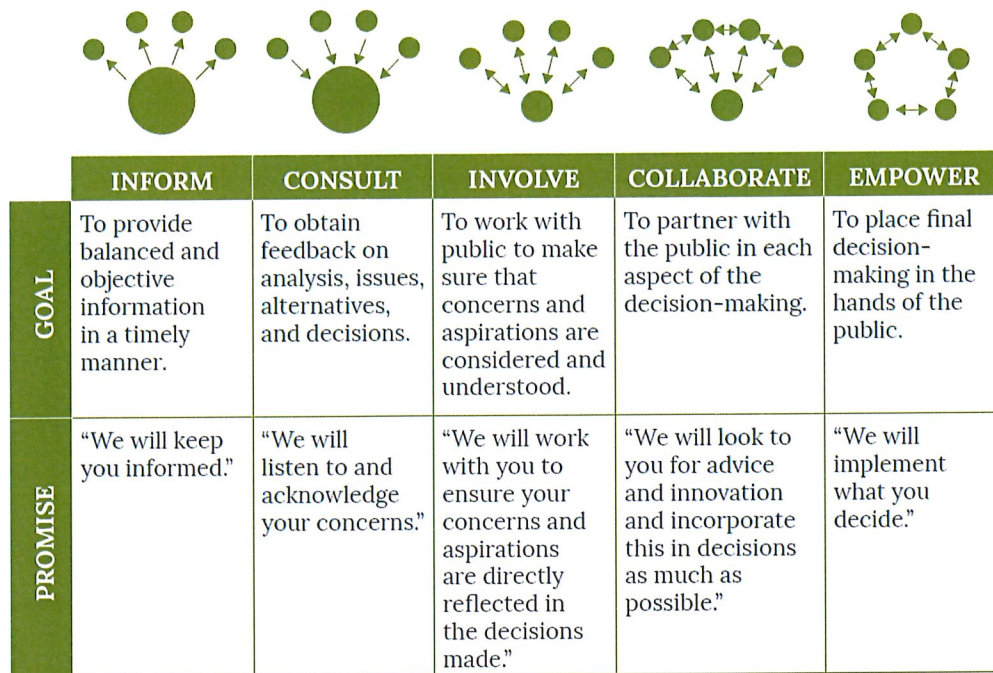 INFORM
CONSULT
INVOLVE
COLLABORATE
EMPOWER
GOAL
To provide
balanced and
objective
information
in a timely
manner.
To obtain
feedback on
analysis, issues,
alternatives,
and decisions.
To work with
public to make
sure that
concerns and
aspirations are
considered and
understood.
To partner with
the public in each
aspect of the
decision-making.
To place final
decision-
making in the
hands of the
public.
PROMISE
“We will keep
you informed.”
“We will
listen to and
acknowledge
your concerns.”
“We will work
with you to
ensure your
concerns and
aspirations
are directly
reflected in
the decisions
made.”
“We will look to
you for advice
and innovation
and incorporate
this in decisions
as much as
possible.”
“We will
implement
what you
decide.”